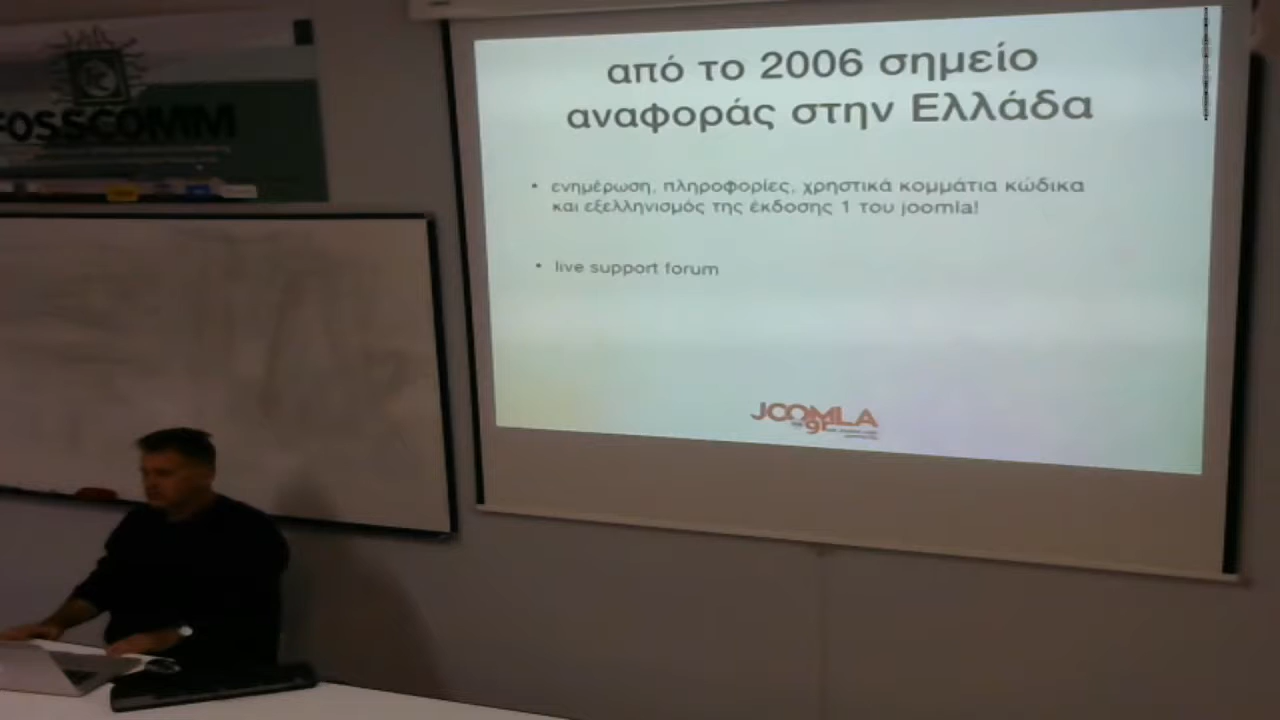 FOSSCOMM
από το 2006 σημείο
αναφοράς στην Ελλάδα
• ενημέρωση, πληροφορίες, χρηστικά κομμάτια κώδικα
και εξελληνισμός της έκδοσης 1 του joomla!
• live support forum
JOOMLA
gr